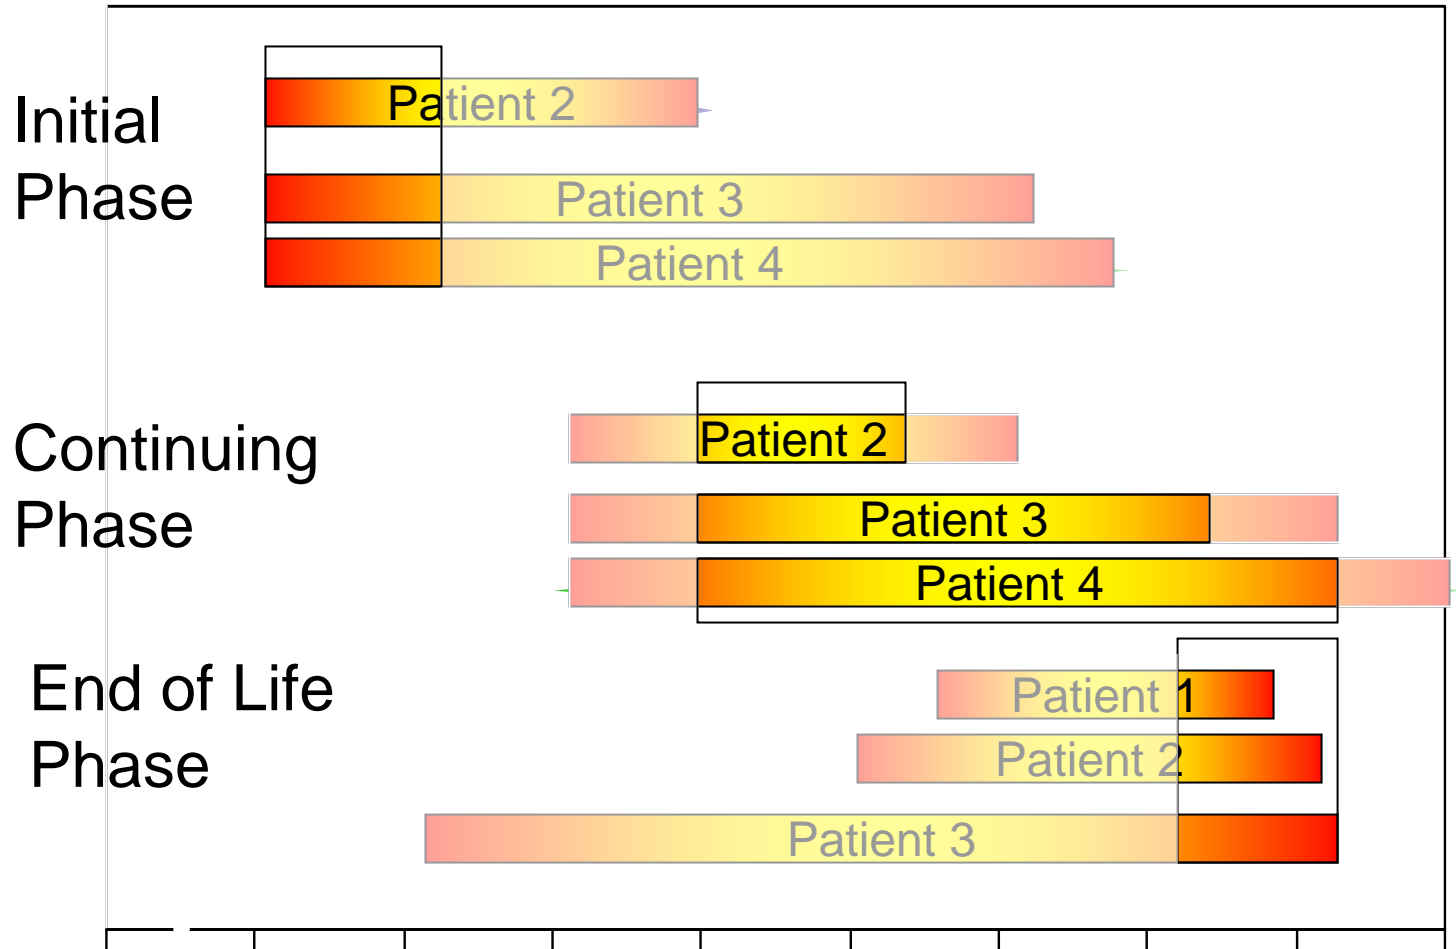 Initial
Phase
Patient 2
Patient 3
Patient 4
Continuing
Phase
Patient 2
Patient 3
Patient 4
End of Life
Phase
Patient 1
Patient 2
Patient 3